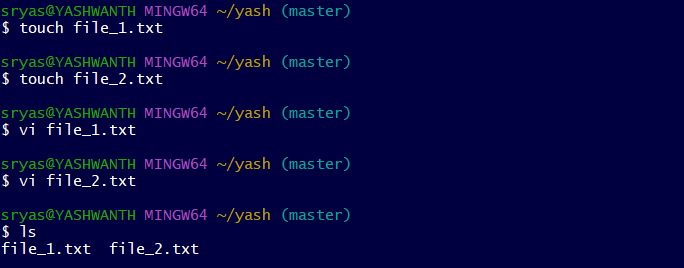 sryas@YASHWANTH MINGW64 ~/yash (master)
$ touch file_1.txt
sryas@YASHWANTH MINGW64 ~/yash (master)
$ touch file_2.txt
sryas@YASHWANTH MINGW64 ~/yash (master)
$ vi file_1.txt
sryas@YASHWANTH MINGW64 ~/yash (master)
$ vi file_2.txt
sryas@YASHWANTH MINGW64 ~/yash (master)
$ ls
file_1.txt  file_2.txt